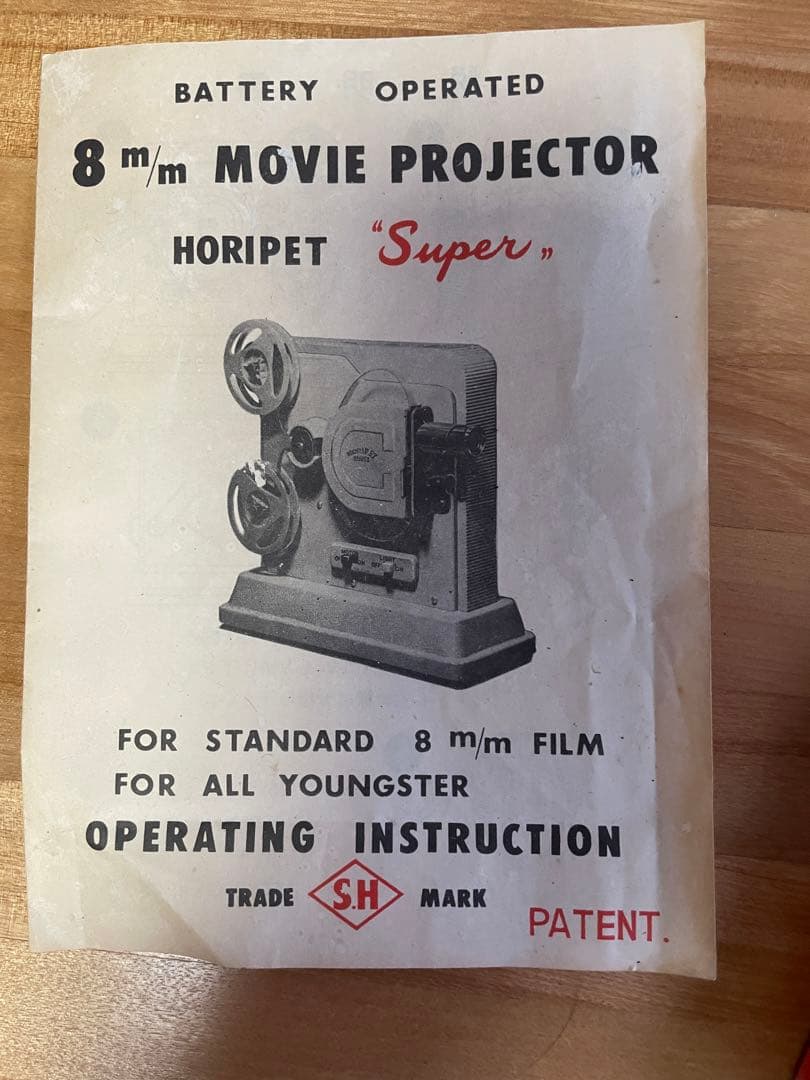 BATTERY OPERATED
8 m/m MOVIE PROJECTOR
HORIPET "Super"
FOR STANDARD 8 m/m FILM
FOR ALL YOUNGSTER
OPERATING INSTRUCTION
TRADE S.H MARK
PATENT.